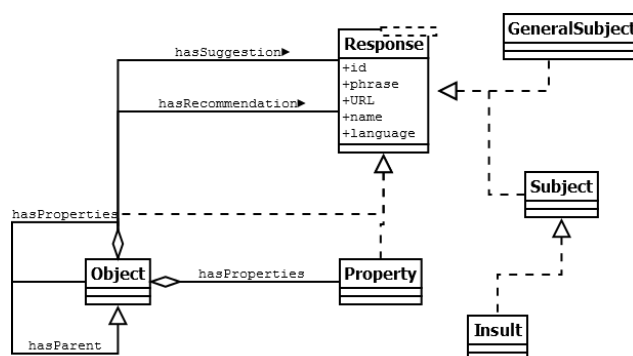 GeneralSubject
Response
hasSuggestion▶
+id
+phrase
+URL
hasRecommendation▶
+name
+language
Subject
hasProperties
Object
hasProperties
Property
Insult
hasParent